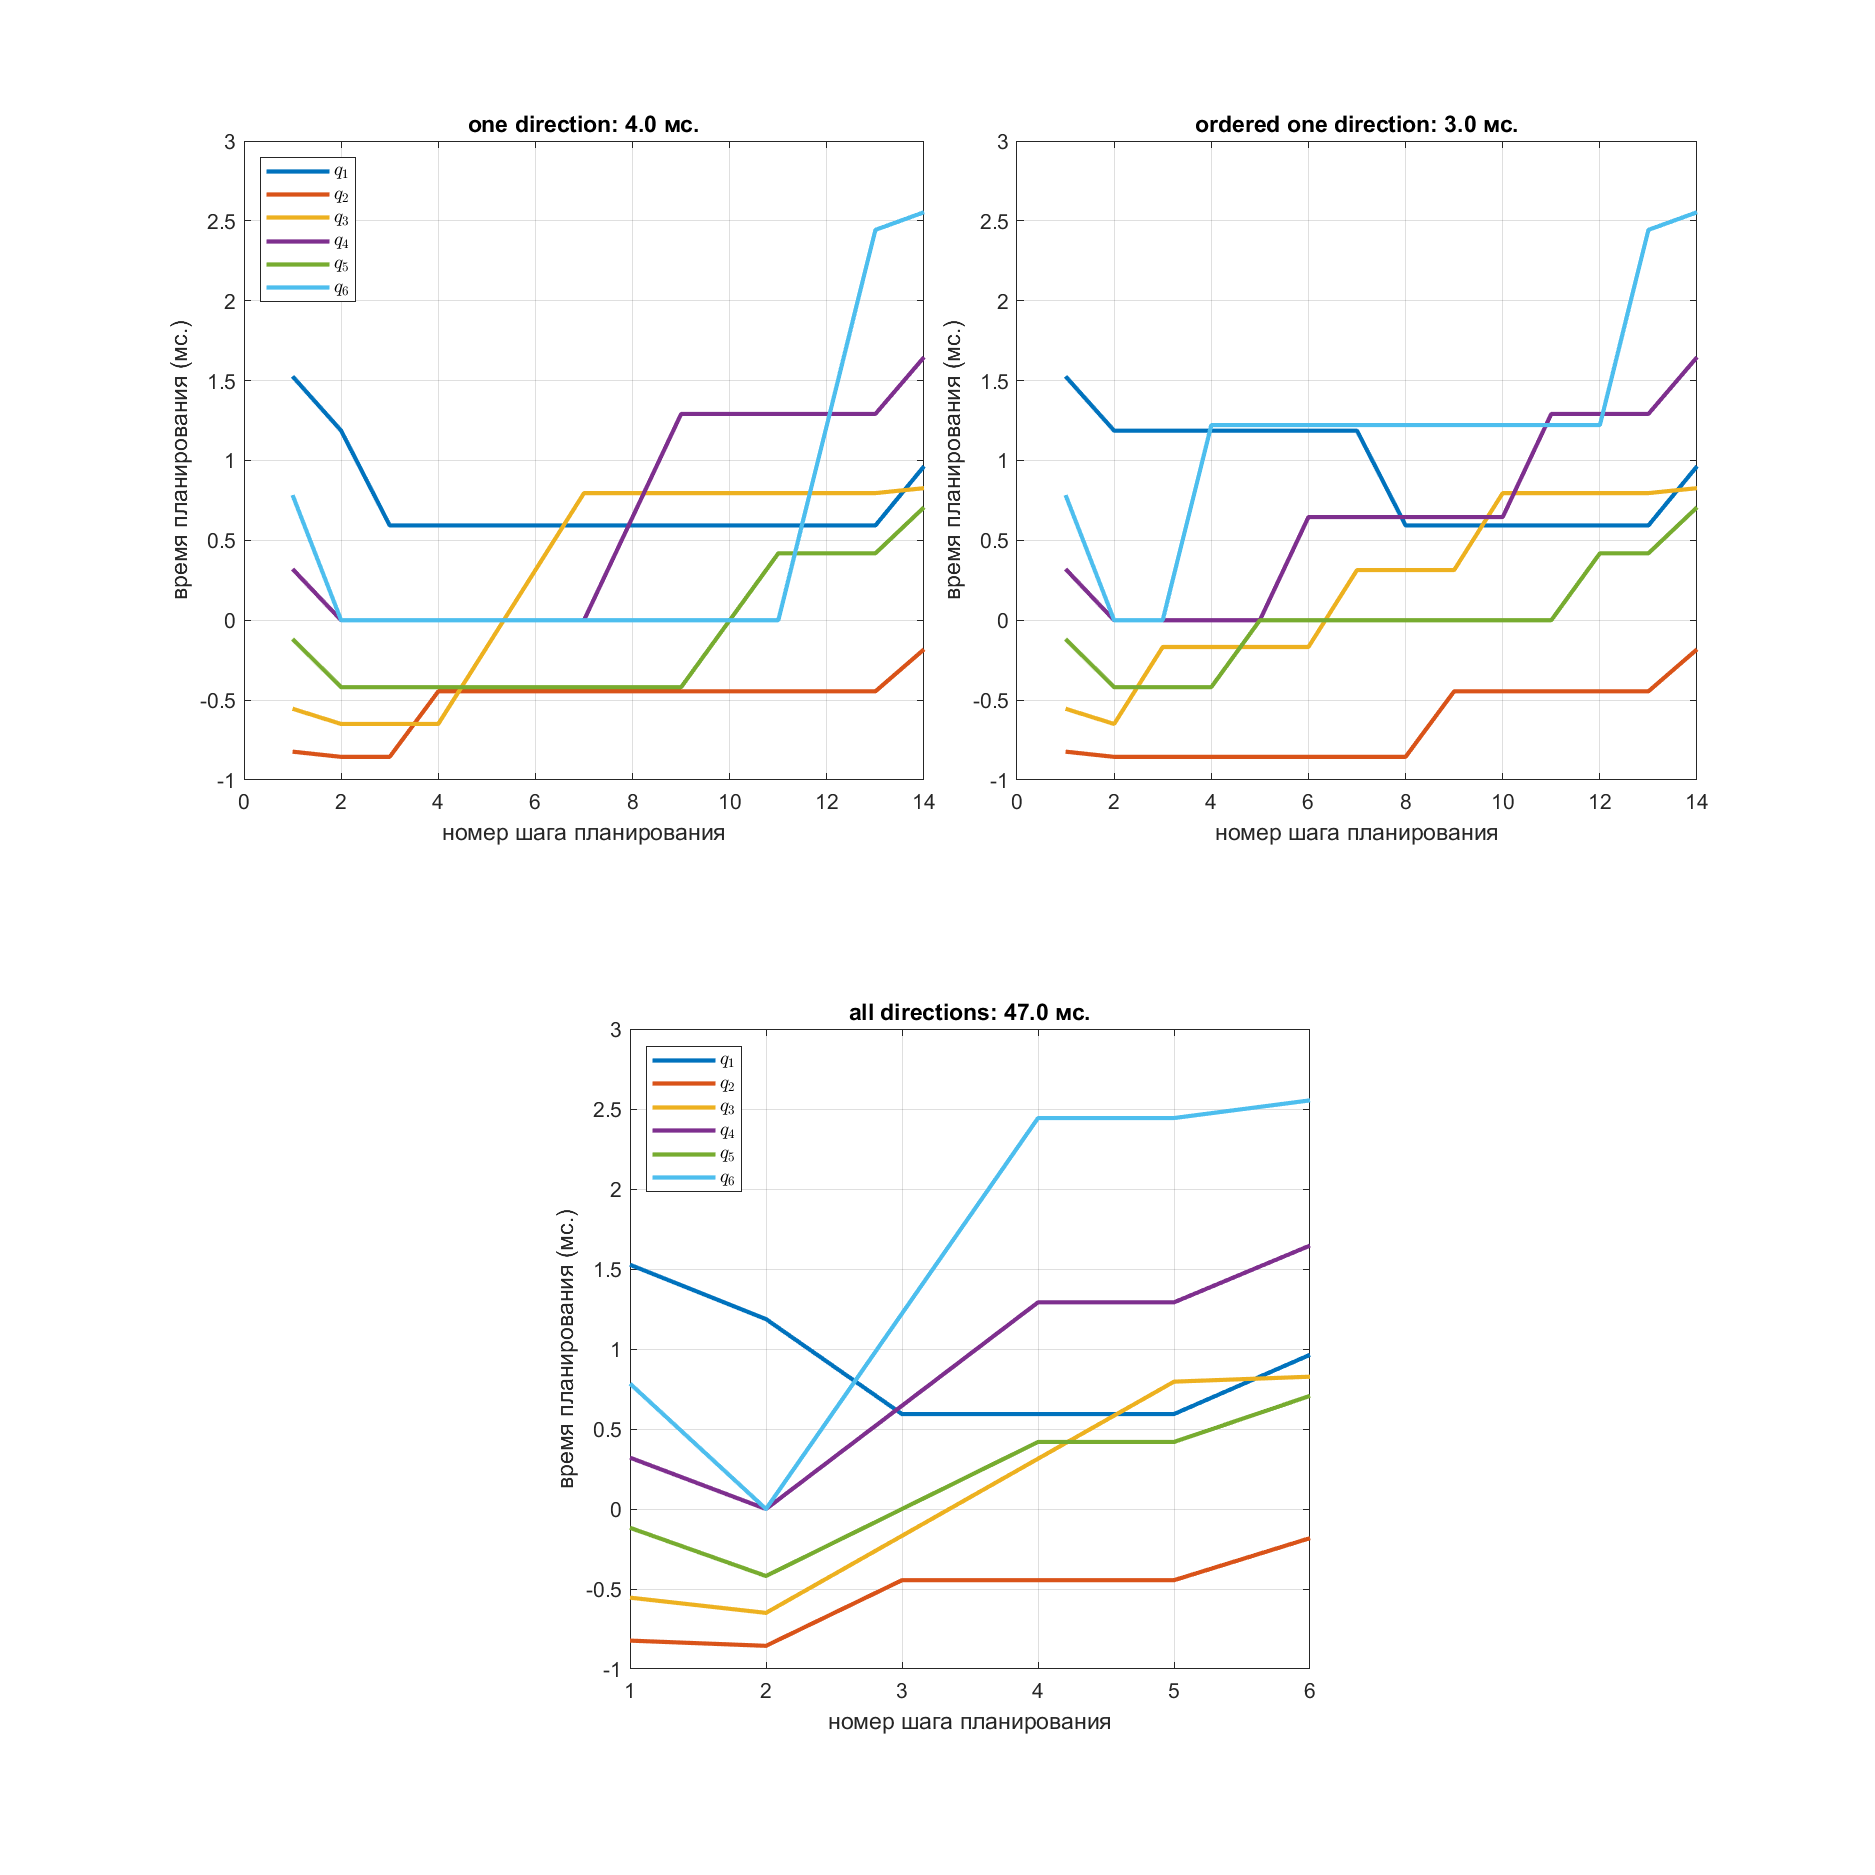 one direction: 4.0 мс.
3
2.5
2
1.5
1
0.5
0
-0.5
-1
0 2 4 6 8 10 12 14
время планирования (мс.)
номер шага планирования
q1
q2
q3
q4
q5
q6
ordered one direction: 3.0 мс.
3
2.5
2
1.5
1
0.5
0
-0.5
-1
0 2 4 6 8 10 12 14
время планирования (мс.)
номер шага планирования
all directions: 47.0 мс.
3
2.5
2
1.5
1
0.5
0
-0.5
-1
1 2 3 4 5 6
время планирования (мс.)
номер шага планирования
q1
q2
q3
q4
q5
q6